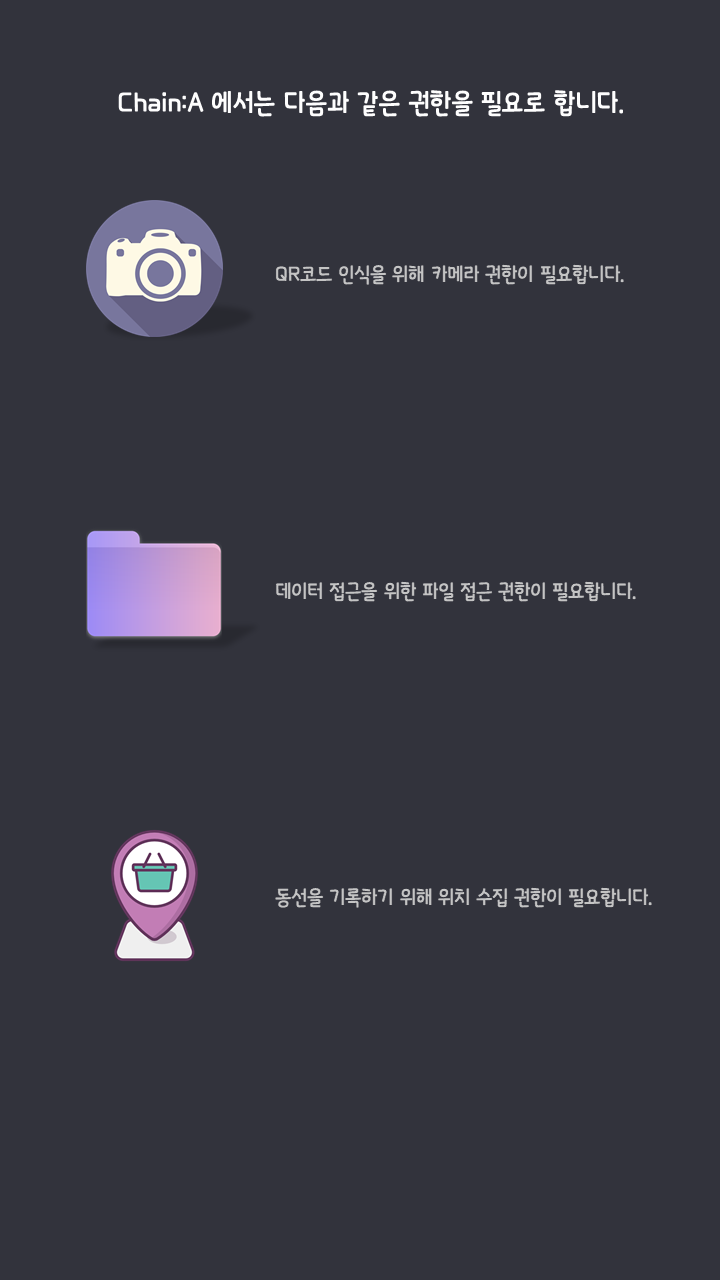 Chain:A 에서는 다음과 같은 권한을 필요로 합니다.
QR코드 인식을 위해 카메라 권한이 필요합니다.
데이터 접근을 위한 파일 접근 권한이 필요합니다.
동선을 기록하기 위해 위치 수집 권한이 필요합니다.